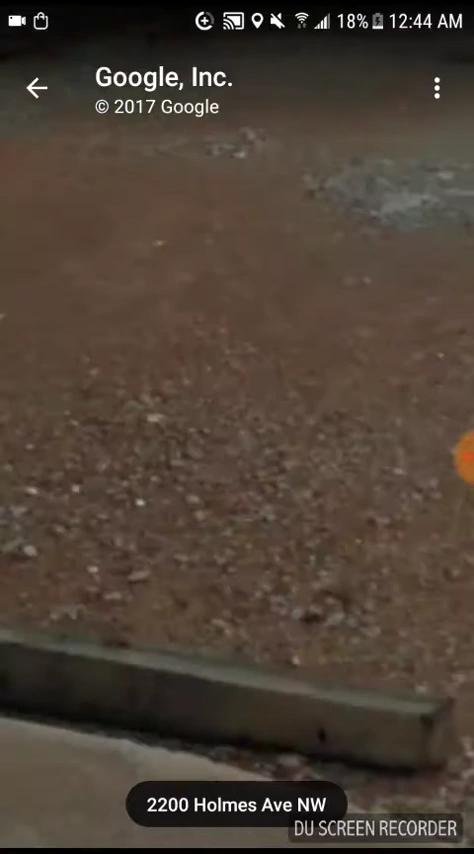 18% 12:44 AM
Google, Inc.
© 2017 Google
2200 Holmes Ave NW
DU SCREEN RECORDER